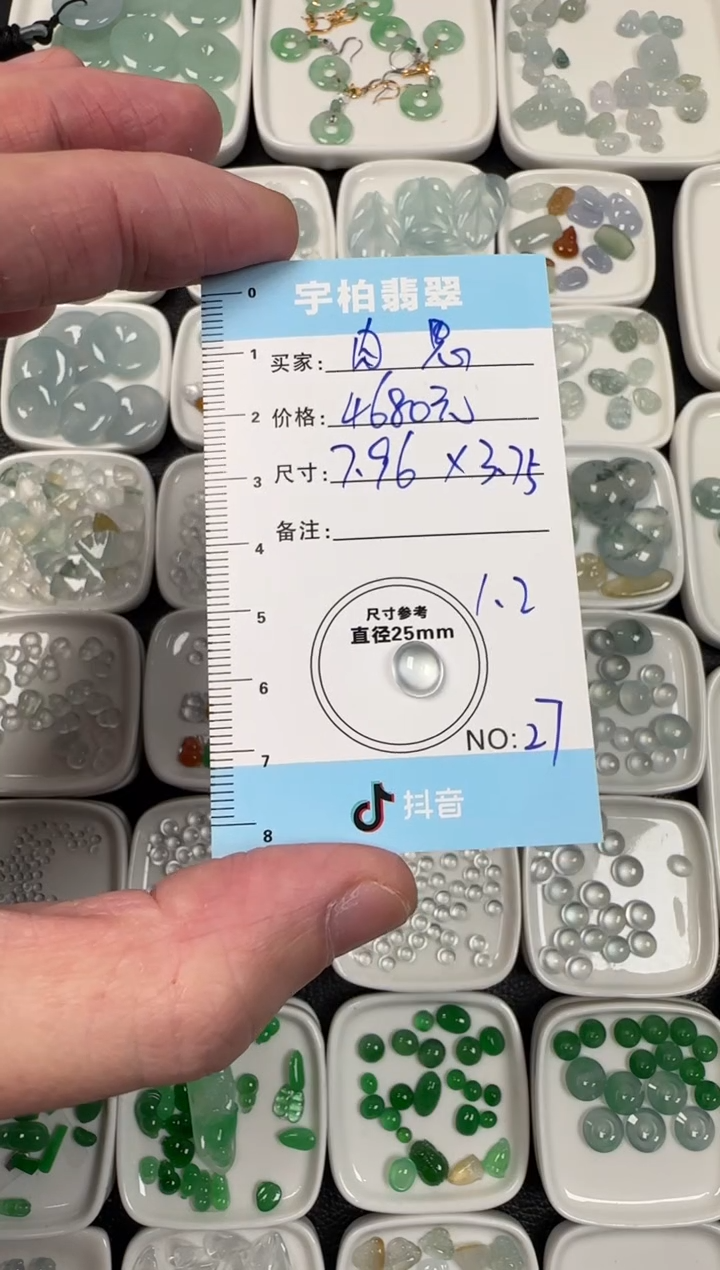 宇柏翡翠
0
1
2
3
4
5
6
7
8
买家:
价格: 4680元
尺寸: 7.96 × 3.75
备注:
1.2
尺寸参考
直径25mm
NO: 27
抖音